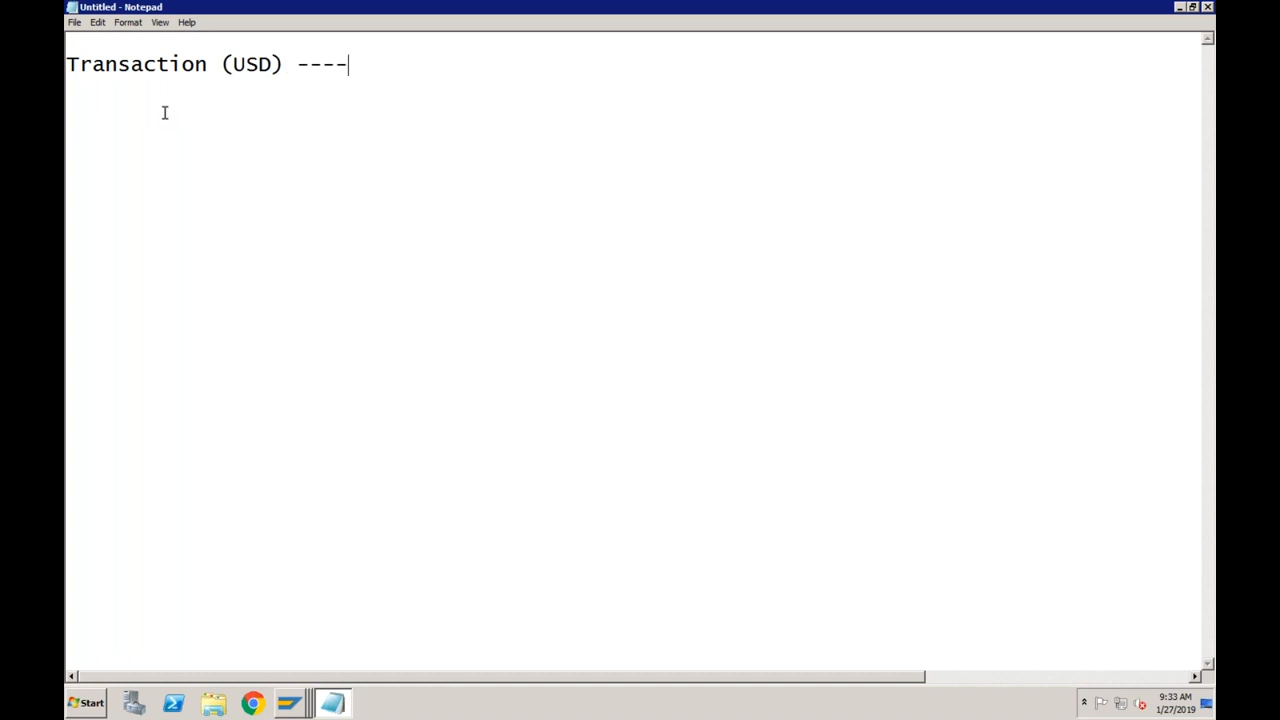 Untitled - Notepad
File Edit Format View Help
Transaction (USD) ----
Start
9:33 AM
1/27/2019